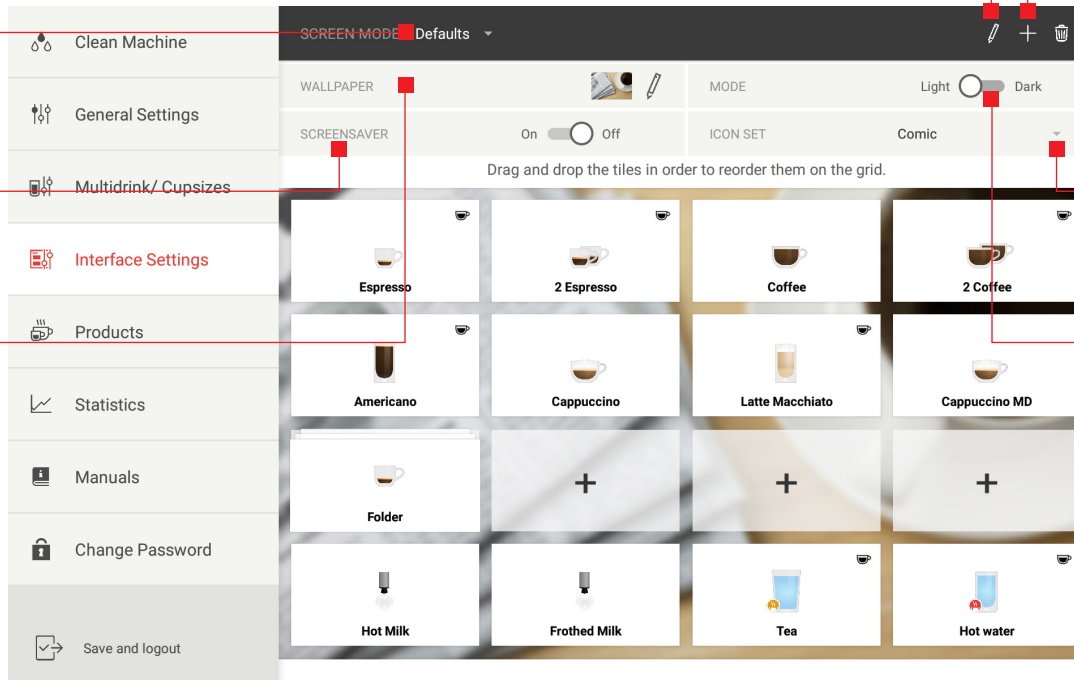 Clean Machine
General Settings
Multidrink/ Cupsizes
Interface Settings
Products
Statistics
Manuals
Change Password
Save and logout
SCREEN MODE Defaults
WALLPAPER
MODE Light Dark
SCREENSAVER On Off
ICON SET Comic
Drag and drop the tiles in order to reorder them on the grid.
Espresso 2 Espresso Coffee 2 Coffee
Americano Cappuccino Latte Macchiato Cappuccino MD
Folder
Hot Milk Frothed Milk Tea Hot water